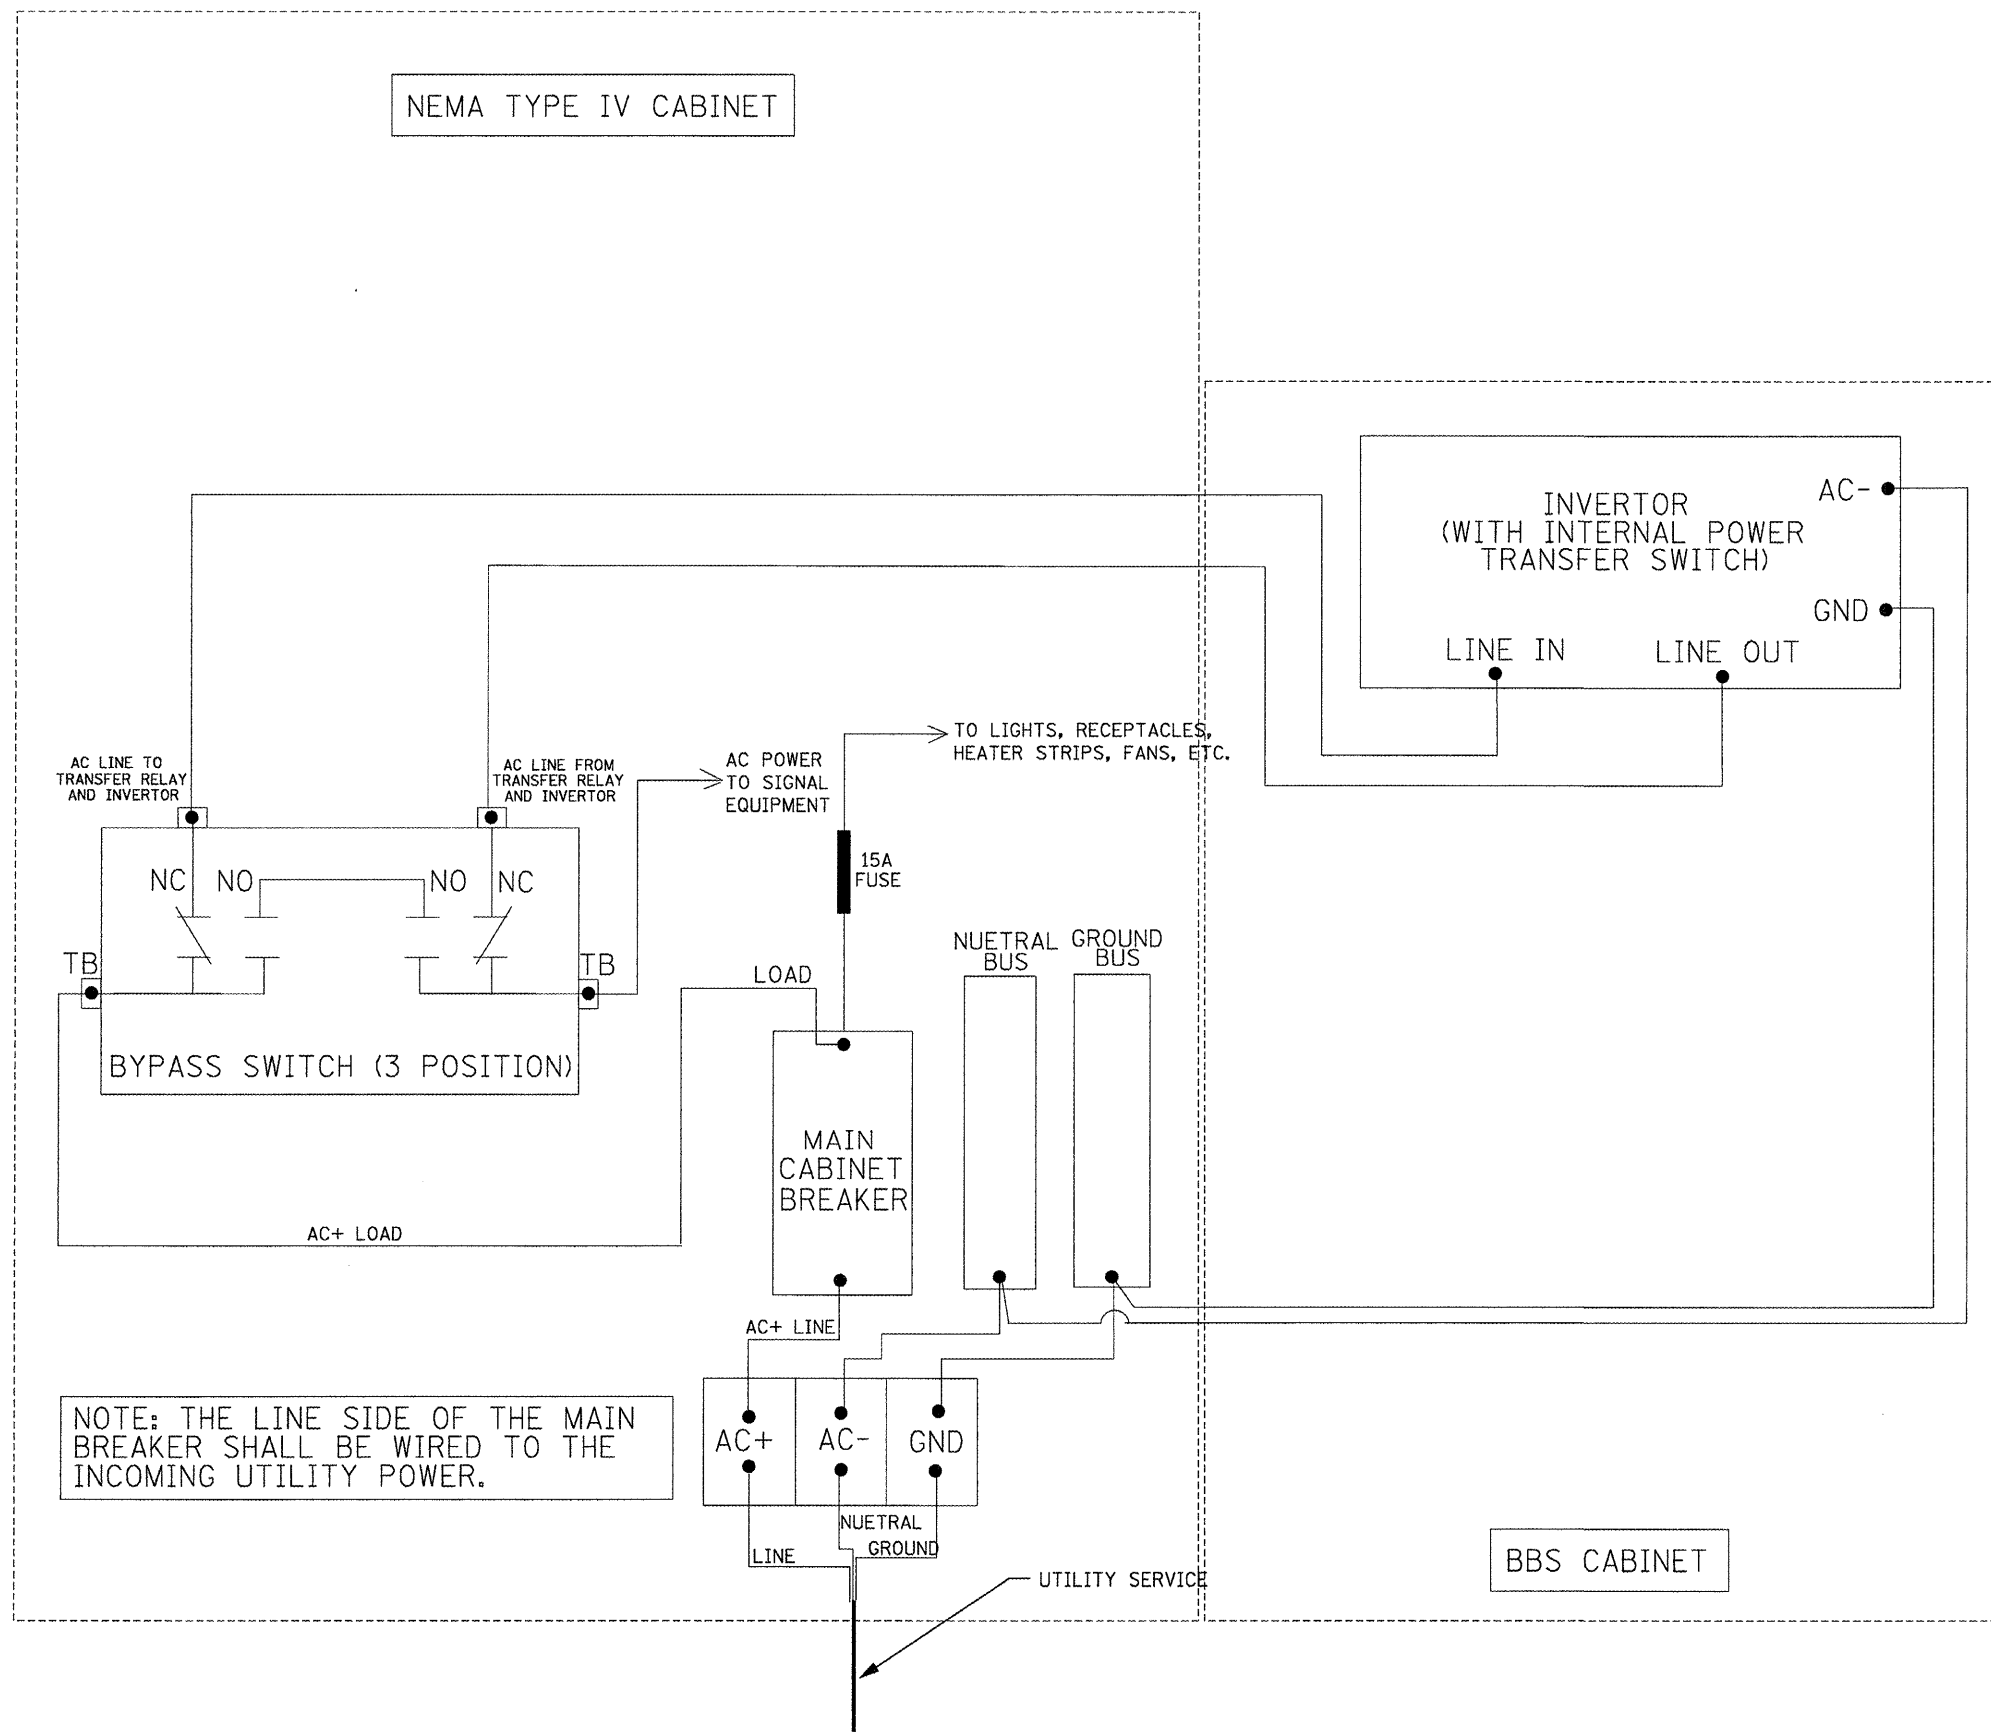 NEMA TYPE IV CABINET
INVERTOR
(WITH INTERNAL POWER
TRANSFER SWITCH)
AC-
GND
LINE IN
LINE OUT
TO LIGHTS, RECEPTACLES,
HEATER STRIPS, FANS, ETC.
AC POWER
TO SIGNAL
EQUIPMENT
AC LINE TO
TRANSFER RELAY
AND INVERTOR
AC LINE FROM
TRANSFER RELAY
AND INVERTOR
15A
FUSE
NC
NO
NO
NC
TB
TB
BYPASS SWITCH (3 POSITION)
LOAD
NUETRAL
BUS
GROUND
BUS
MAIN
CABINET
BREAKER
AC+ LOAD
AC+ LINE
AC+
AC-
GND
NOTE: THE LINE SIDE OF THE MAIN
BREAKER SHALL BE WIRED TO THE
INCOMING UTILITY POWER.
NUETRAL
GROUND
LINE
UTILITY SERVICE
BBS CABINET